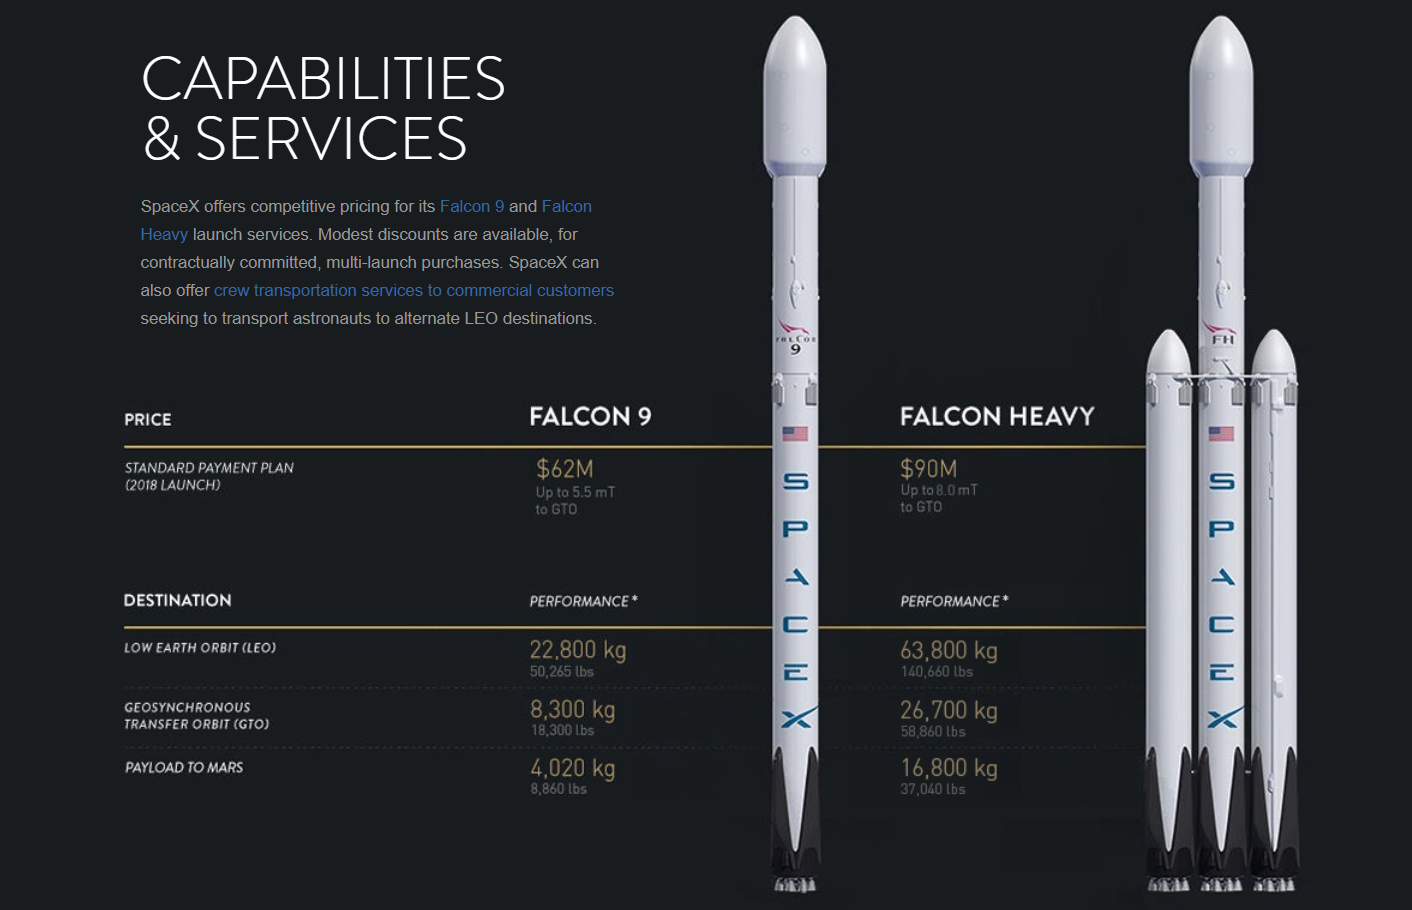 CAPABILITIES
& SERVICES
SpaceX offers competitive pricing for its Falcon 9 and Falcon
Heavy launch services. Modest discounts are available, for
contractually committed, multi-launch purchases. SpaceX can
also offer crew transportation services to commercial customers
seeking to transport astronauts to alternate LEO destinations.
PRICE
FALCON 9
FALCON HEAVY
STANDARD PAYMENT PLAN
(2018 LAUNCH)
$62M
Up to 5.5 mT
to GTO
$90M
Up to 8.0 mT
to GTO
DESTINATION
PERFORMANCE*
PERFORMANCE*
LOW EARTH ORBIT (LEO)
22,800 kg
50,265 lbs
63,800 kg
140,660 lbs
GEOSYNCHRONOUS
TRANSFER ORBIT (GTO)
8,300 kg
18,300 lbs
26,700 kg
58,860 lbs
PAYLOAD TO MARS
4,020 kg
8,860 lbs
16,800 kg
37,040 lbs
FALCON
9
SPACEX
FH
SPACEX